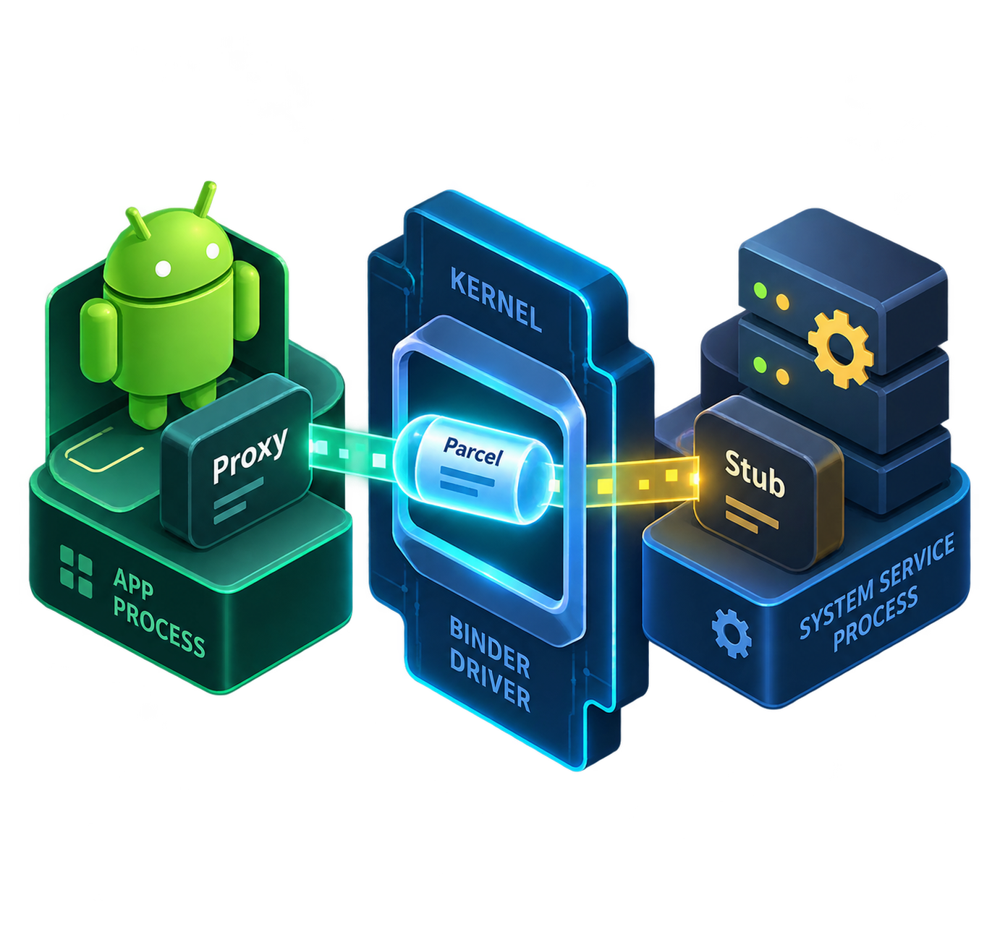 Proxy
APP
PROCESS
KERNEL
Parcel
BINDER
DRIVER
Stub
SYSTEM SERVICE
PROCESS